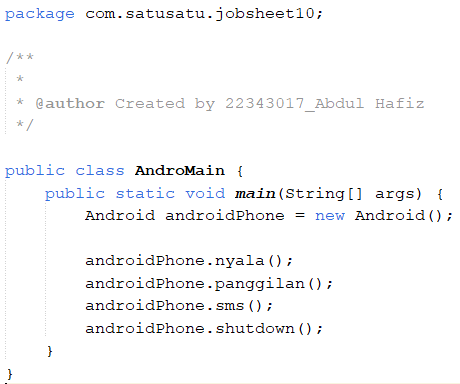 package com.satusatu.jobsheet10;
/**
 *
 * @author Created by 22343017_Abdul Hafiz
 */
public class AndroMain {
    public static void main(String[] args) {
        Android androidPhone = new Android();
        androidPhone.nyala();
        androidPhone.panggilan();
        androidPhone.sms();
        androidPhone.shutdown();
    }
}